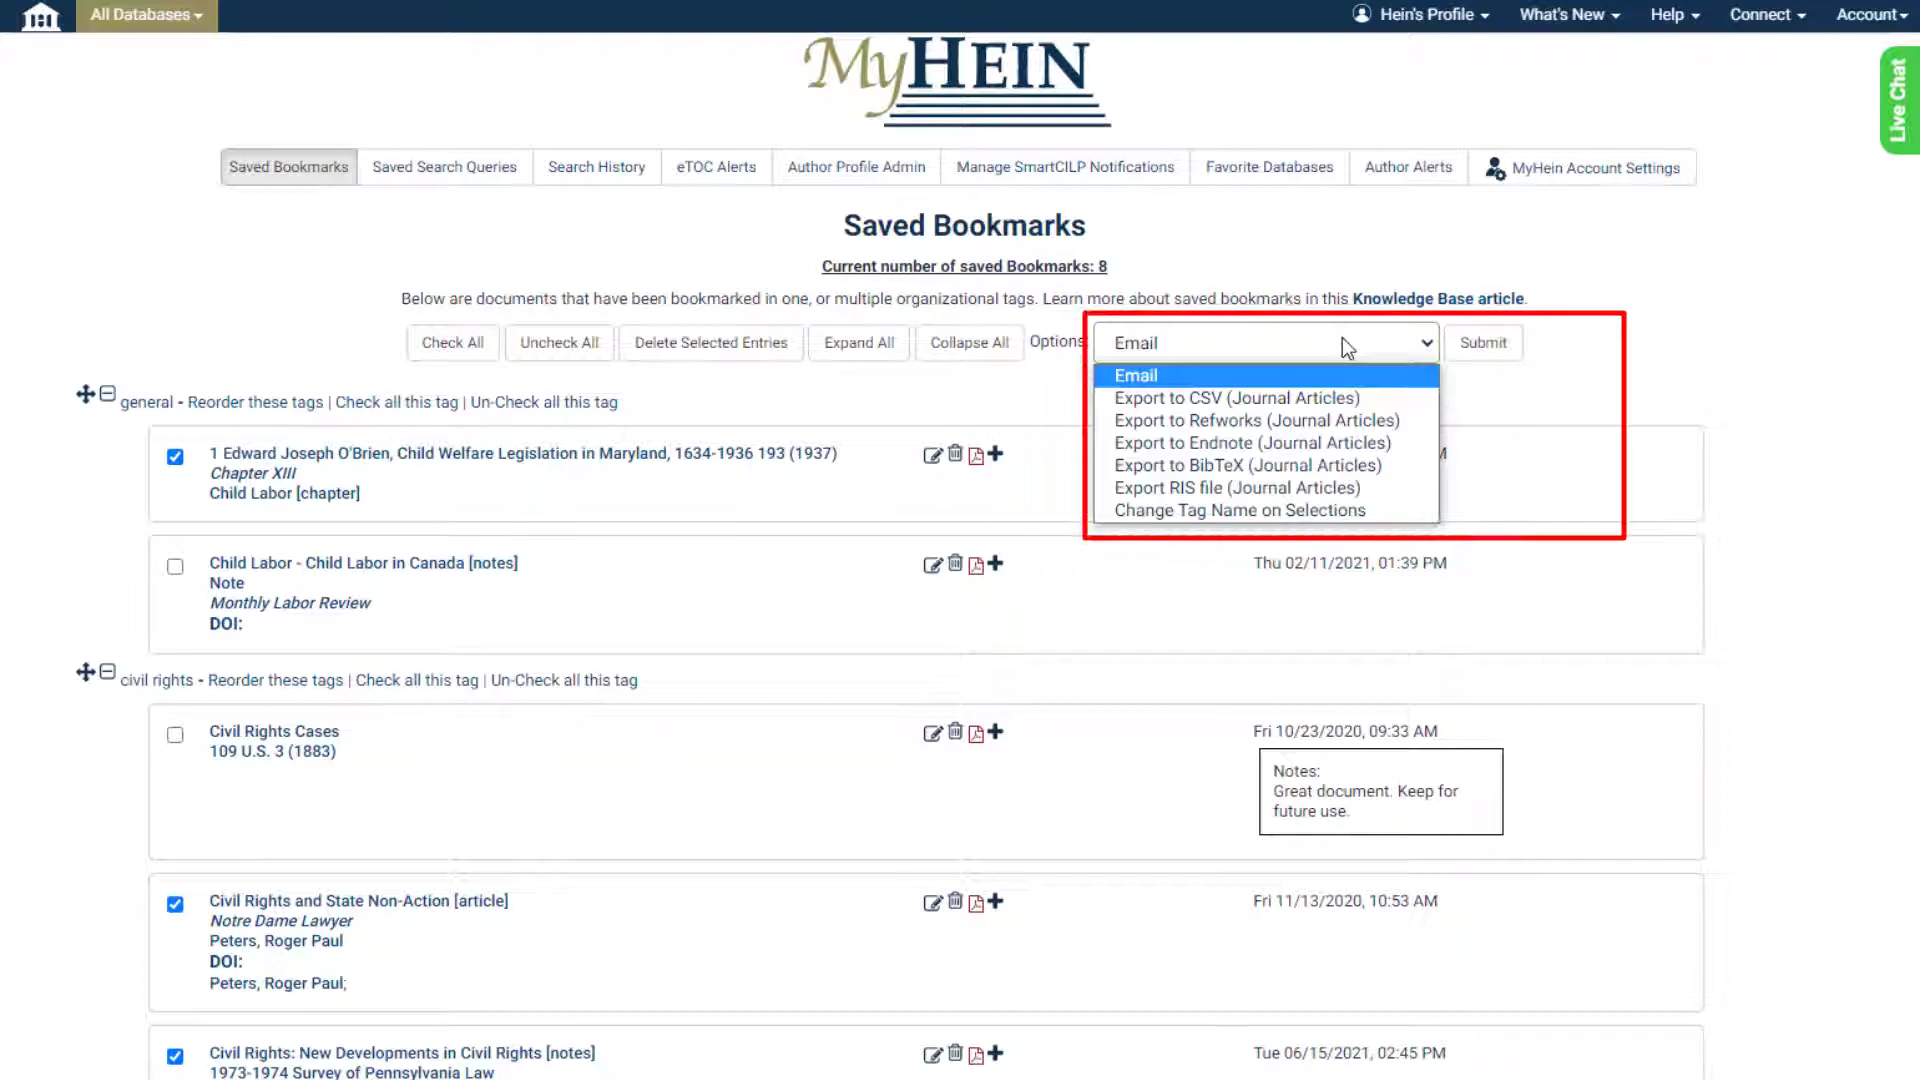 All Databases
Hein's Profile
What's New
Help
Connect
Account
MyHEIN
Live Chat
Saved Bookmarks
Saved Search Queries
Search History
eTOC Alerts
Author Profile Admin
Manage SmartCILP Notifications
Favorite Databases
Author Alerts
MyHein Account Settings
Saved Bookmarks
Current number of saved Bookmarks: 8
Below are documents that have been bookmarked in one, or multiple organizational tags. Learn more about saved bookmarks in this Knowledge Base article.
Check All
Uncheck All
Delete Selected Entries
Expand All
Collapse All
Options
Email
Submit
Email
Export to CSV (Journal Articles)
Export to Refworks (Journal Articles)
Export to Endnote (Journal Articles)
Export to BibTeX (Journal Articles)
Export RIS file (Journal Articles)
Change Tag Name on Selections
general - Reorder these tags | Check all this tag | Un-Check all this tag
1 Edward Joseph O'Brien, Child Welfare Legislation in Maryland, 1634-1936 193 (1937)
Chapter XIII
Child Labor [chapter]
Child Labor - Child Labor in Canada [notes]
Note
Monthly Labor Review
DOI:
Thu 02/11/2021, 01:39 PM
civil rights - Reorder these tags | Check all this tag | Un-Check all this tag
Civil Rights Cases
109 U.S. 3 (1883)
Fri 10/23/2020, 09:33 AM
Notes:
Great document. Keep for
future use.
Civil Rights and State Non-Action [article]
Notre Dame Lawyer
Peters, Roger Paul
DOI:
Peters, Roger Paul;
Fri 11/13/2020, 10:53 AM
Civil Rights: New Developments in Civil Rights [notes]
1973-1974 Survey of Pennsylvania Law
Tue 06/15/2021, 02:45 PM